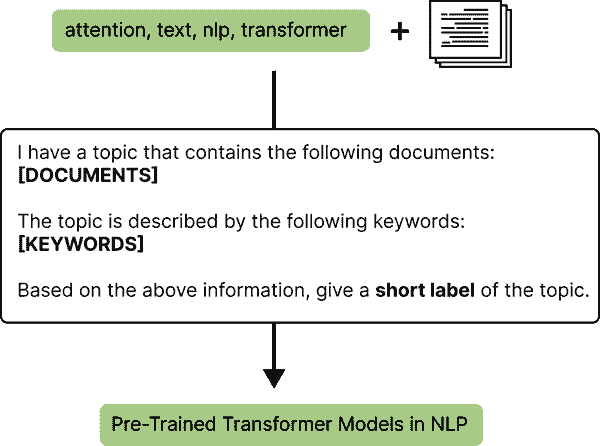 attention, text, nlp, transformer +
I have a topic that contains the following documents:
[DOCUMENTS]
The topic is described by the following keywords:
[KEYWORDS]
Based on the above information, give a short label of the topic.
Pre-Trained Transformer Models in NLP